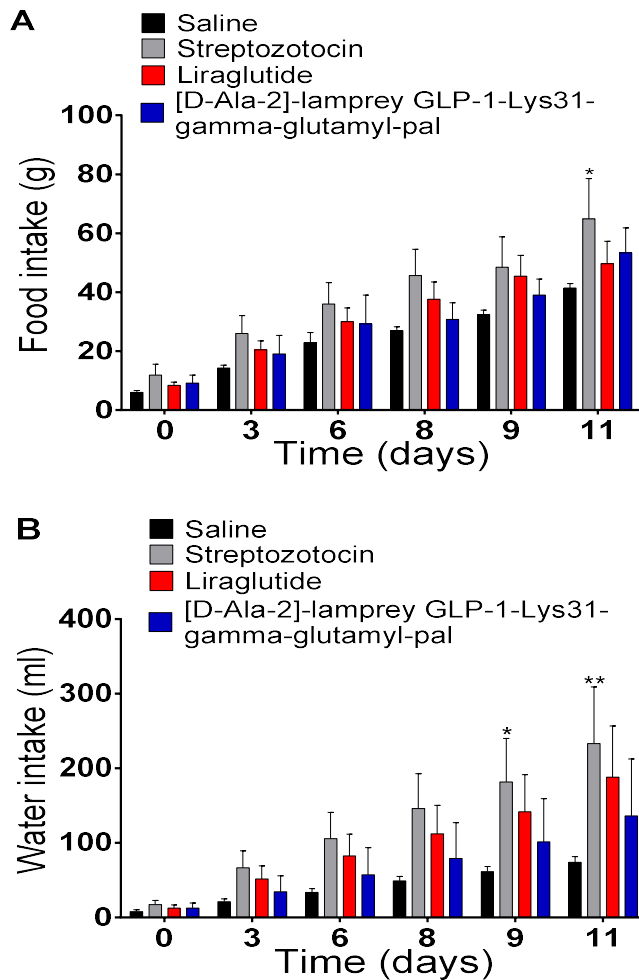 A
Saline
Streptozotocin
Liraglutide
[D-Ala-2]-lamprey GLP-1-Lys31-
gamma-glutamyl-pal
100
80
60
40
20
0
Food intake (g)
*
0 3 6 8 9 11
Time (days)
B
Saline
Streptozotocin
Liraglutide
[D-Ala-2]-lamprey GLP-1-Lys31-
gamma-glutamyl-pal
400
300
200
100
0
Water intake (ml)
*
**
0 3 6 8 9 11
Time (days)